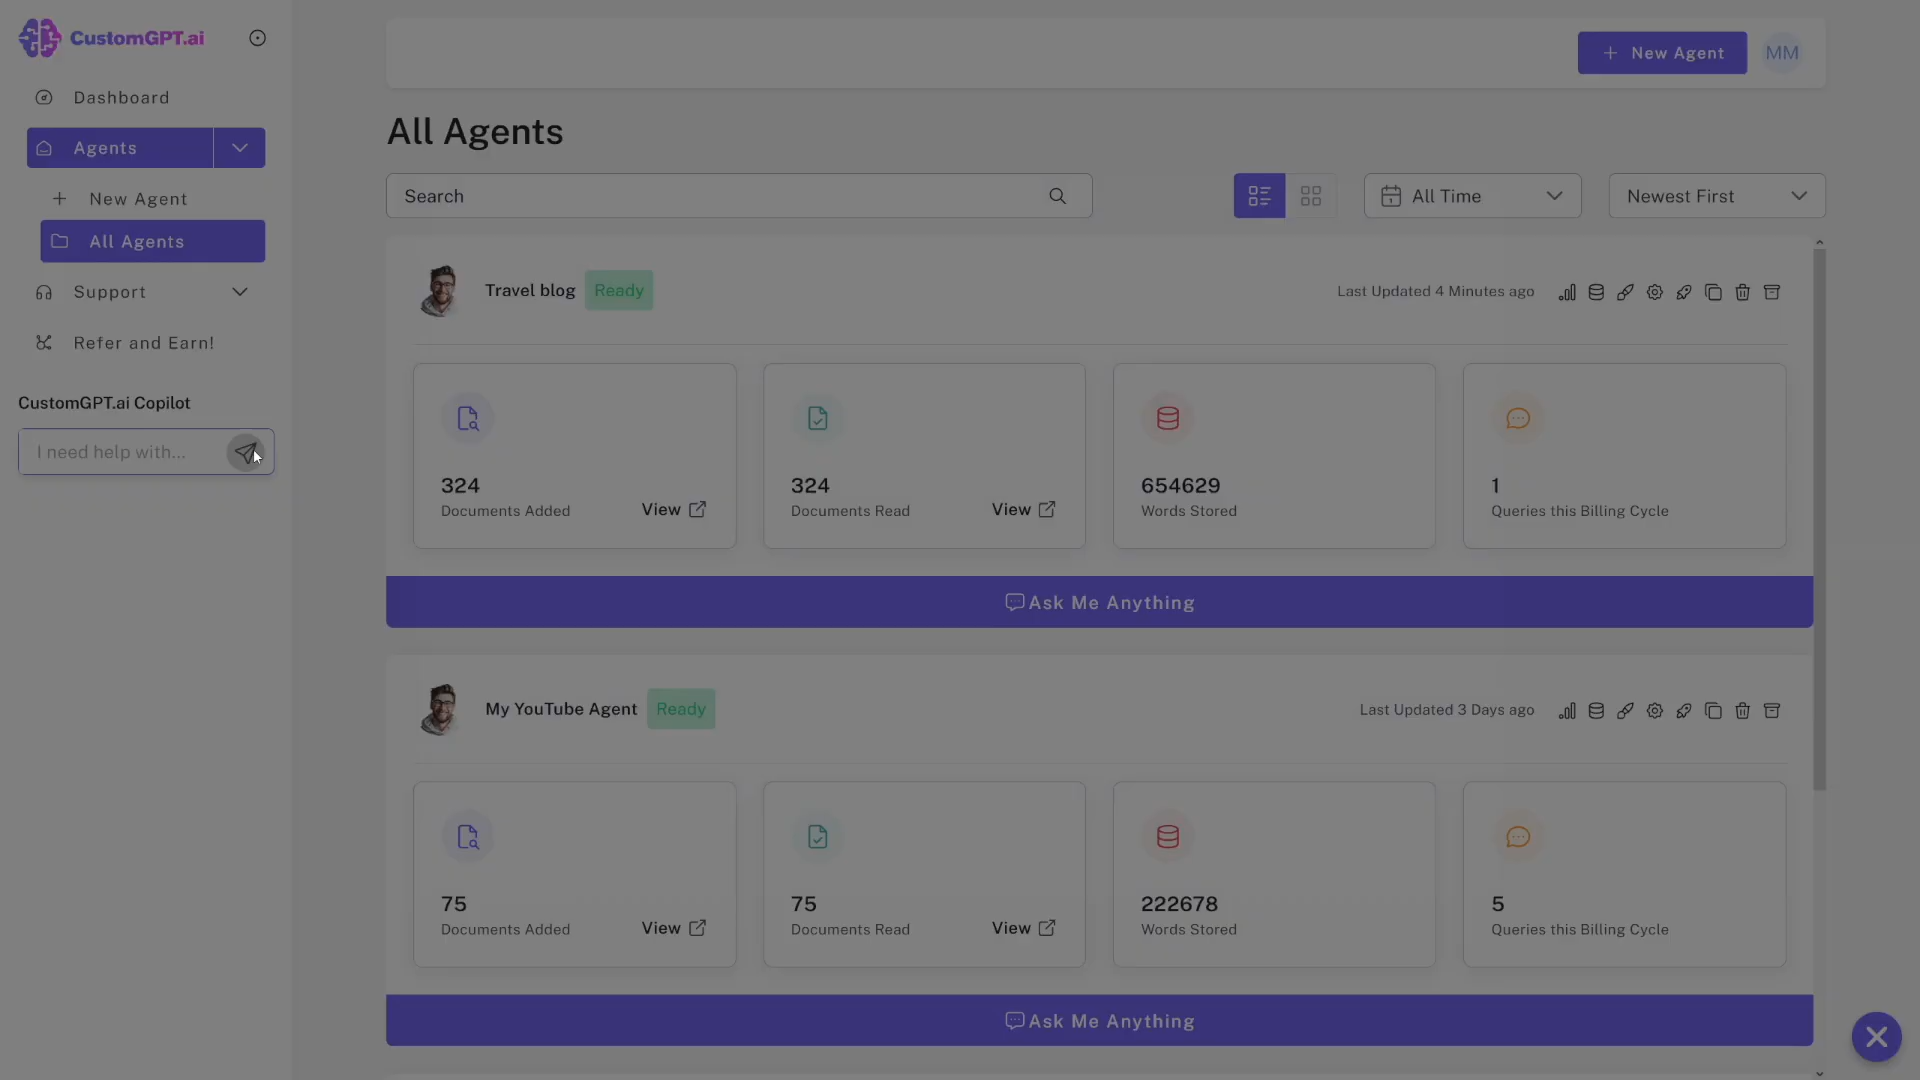 CustomGPT.ai
Dashboard
Agents
New Agent
All Agents
Support
Refer and Earn!
CustomGPT.ai Copilot
I need help with...
New Agent
MM
All Agents
Search
All Time
Newest First
Travel blog
Ready
Last Updated 4 Minutes ago
324
Documents Added
View
324
Documents Read
View
654629
Words Stored
1
Queries this Billing Cycle
Ask Me Anything
My YouTube Agent
Ready
Last Updated 3 Days ago
75
Documents Added
View
75
Documents Read
View
222678
Words Stored
5
Queries this Billing Cycle
Ask Me Anything